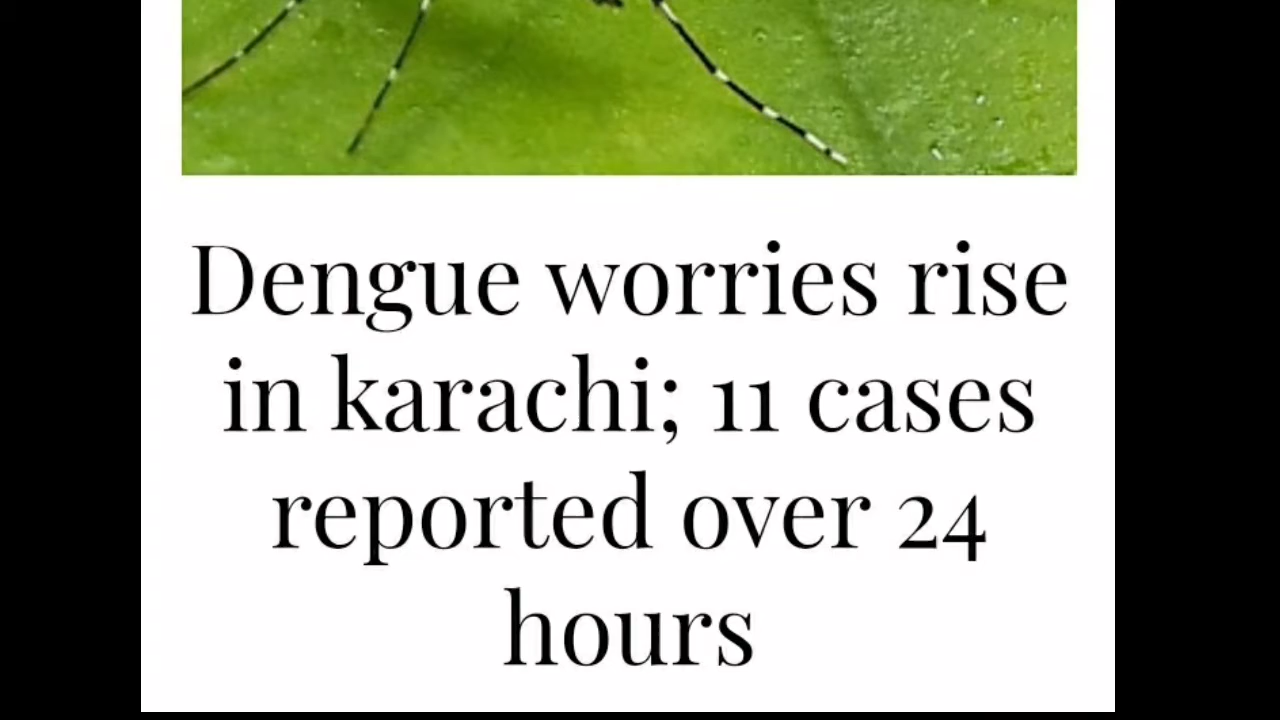 Dengue worries rise
in karachi; 11 cases
reported over 24
hours